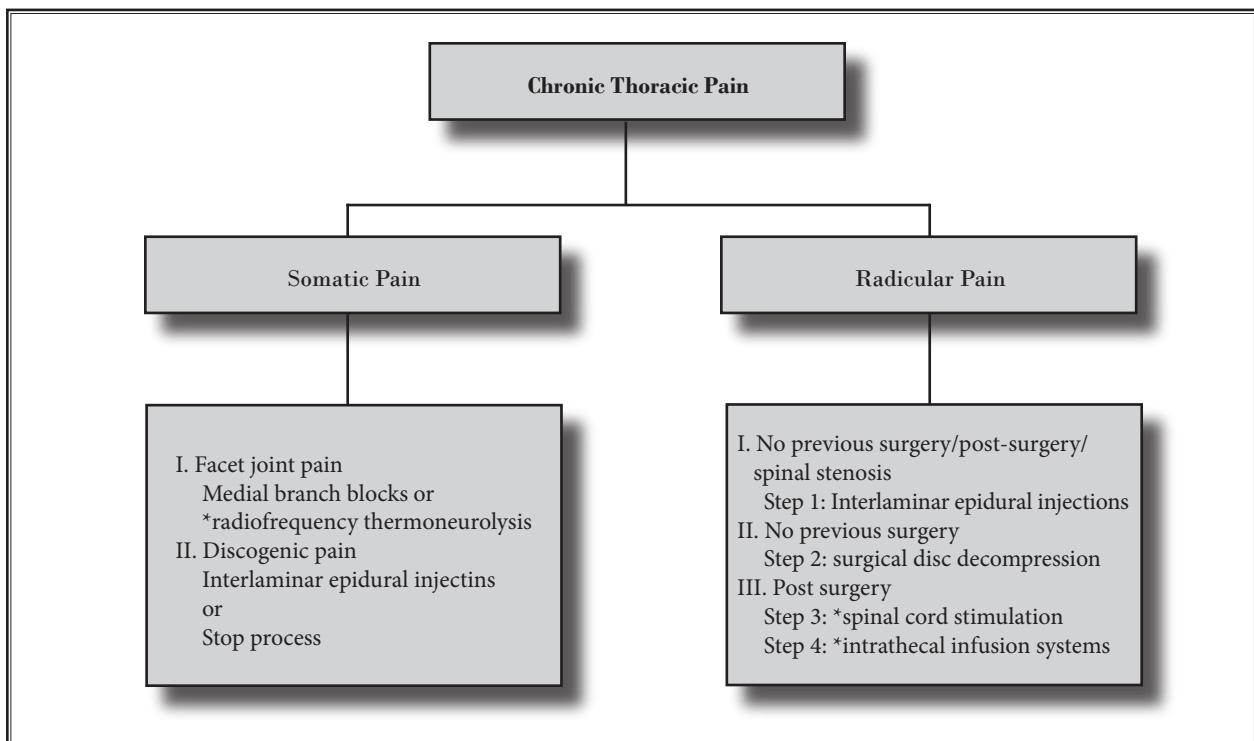 Chronic Thoracic Pain
Somatic Pain
Radicular Pain
I. Facet joint pain
Medial branch blocks or
*radiofrequency thermoneurolysis
II. Discogenic pain
Interlaminar epidural injectins
or
Stop process
I. No previous surgery/post-surgery/
spinal stenosis
Step 1: Interlaminar epidural injections
II. No previous surgery
Step 2: surgical disc decompression
III. Post surgery
Step 3: *spinal cord stimulation
Step 4: *intrathecal infusion systems